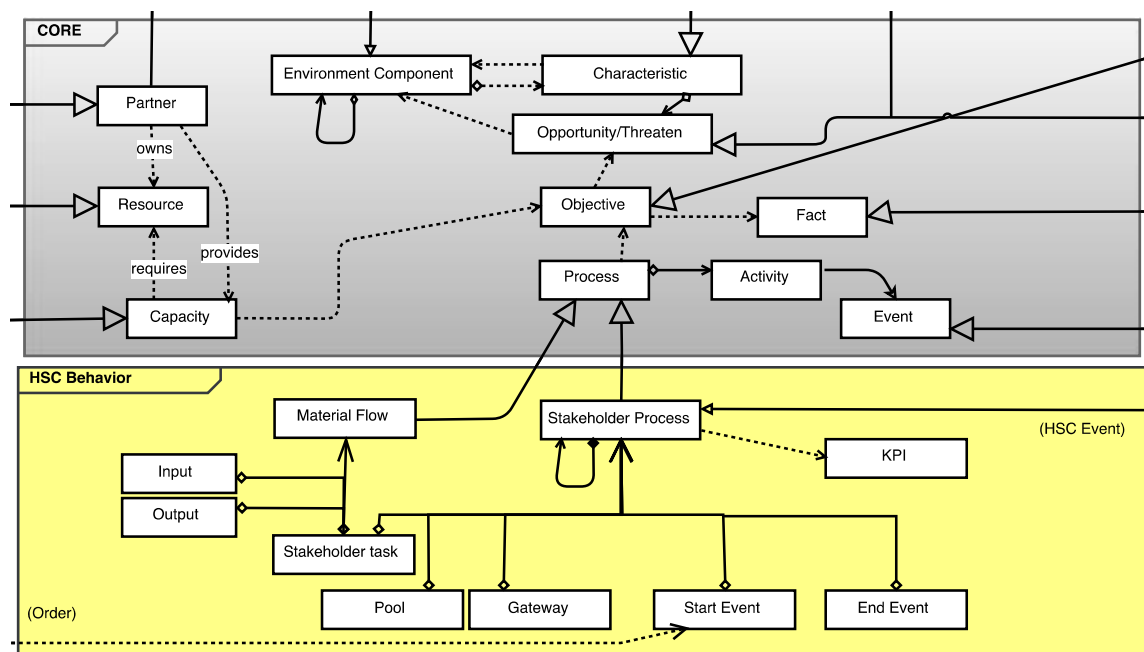 CORE
Environment Component
Characteristic
Partner
Opportunity/Threaten
owns
Resource
Objective
Fact
provides
requires
Process
Activity
Capacity
Event
HSC Behavior
Material Flow
Stakeholder Process
(HSC Event)
Input
KPI
Output
Stakeholder task
(Order)
Pool
Gateway
Start Event
End Event